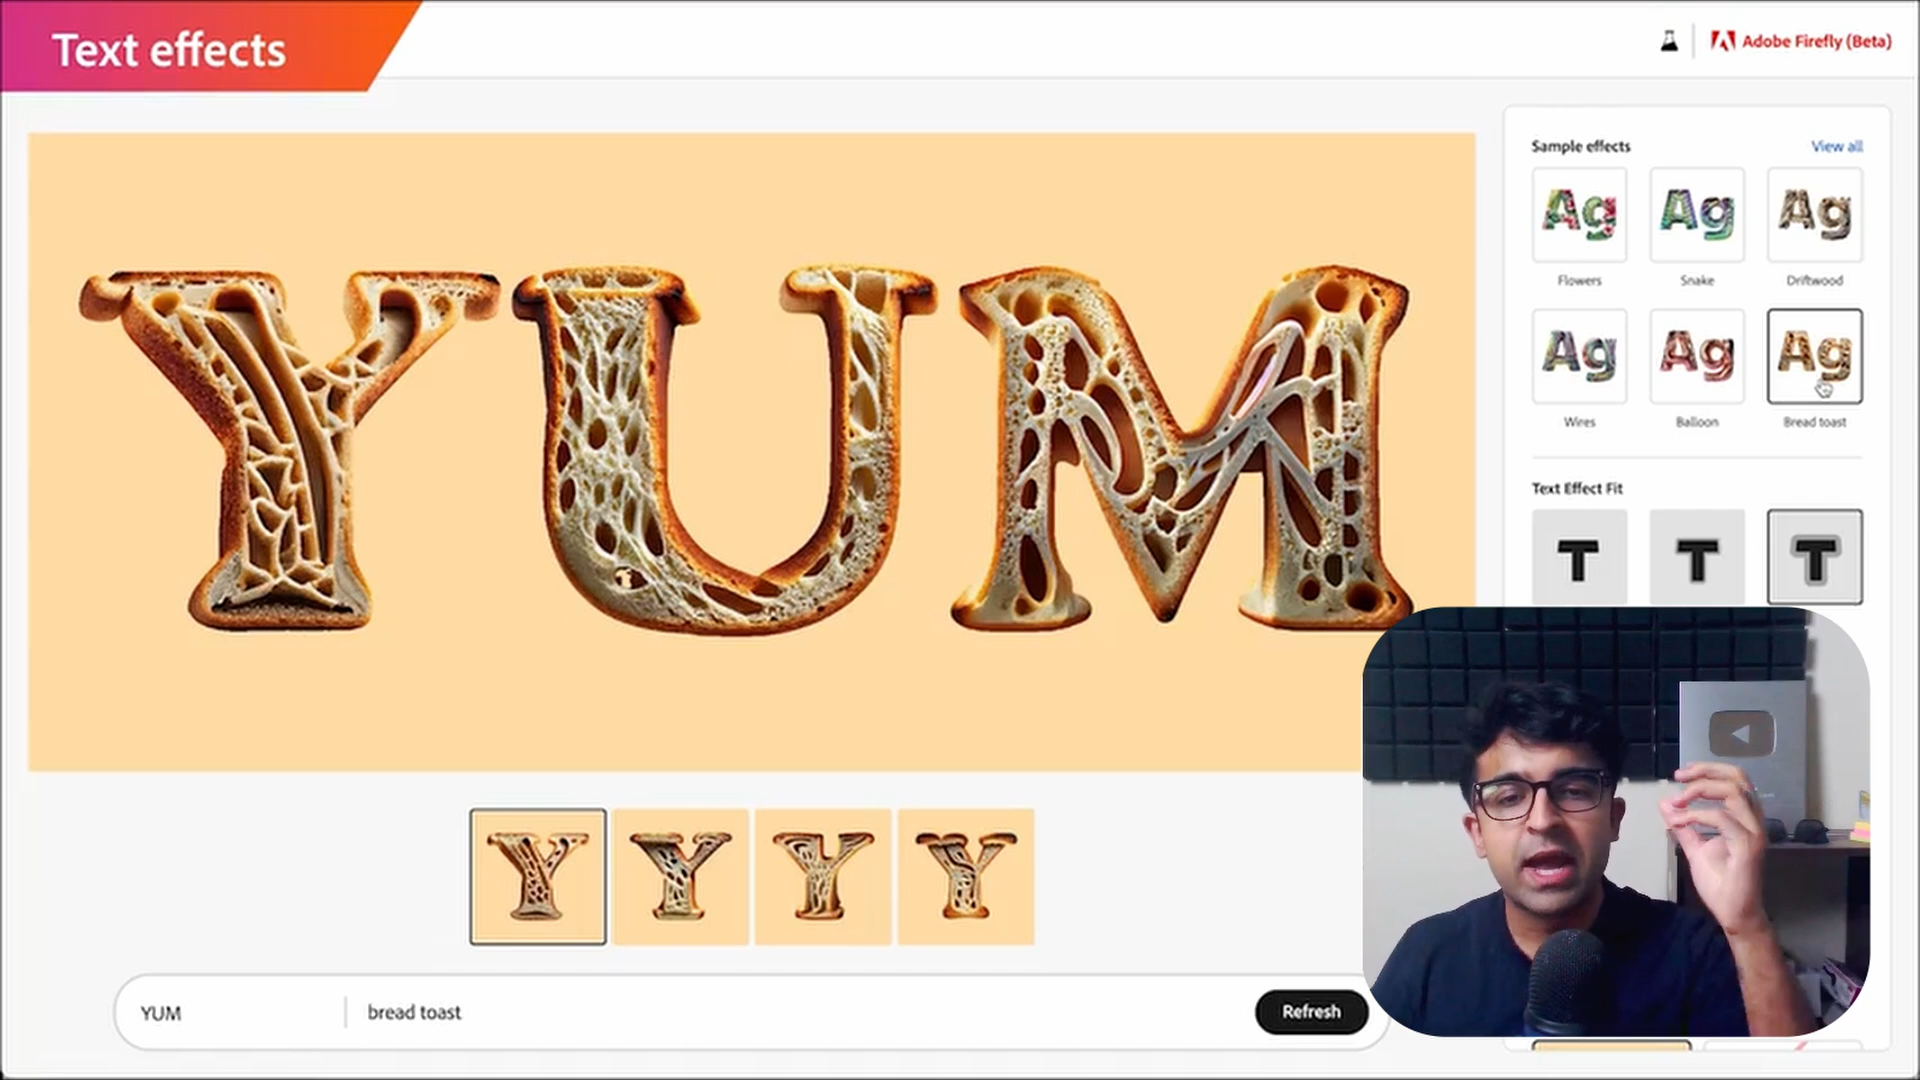 Text effects
Adobe Firefly (Beta)
YUM
Sample effects
View all
Ag
Ag
Ag
Flowers
Snake
Driftwood
Ag
Ag
Ag
Wires
Balloon
Bread toast
Text Effect Fit
T
T
T
Y
Y
Y
Y
YUM
bread toast
Refresh